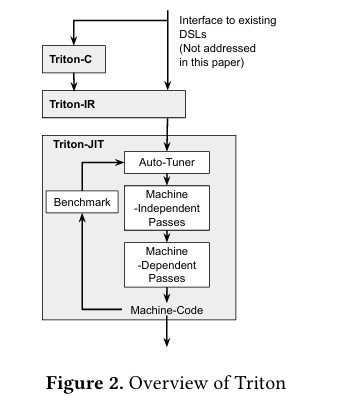 Interface to existing
DSLs
(Not addressed
in this paper)
Triton-C
Triton-IR
Triton-JIT
Auto-Tuner
Benchmark
Machine
-Independent
Passes
Machine
-Dependent
Passes
Machine-Code
Figure 2. Overview of Triton